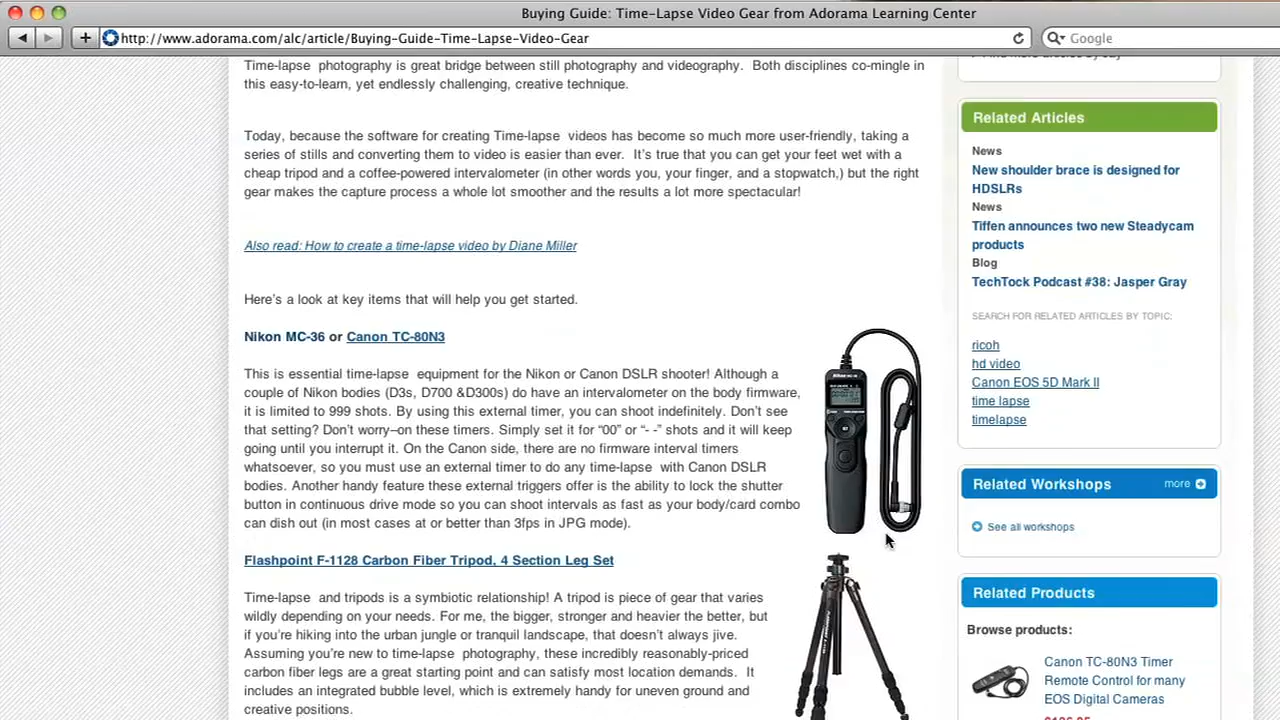 Buying Guide: Time-Lapse Video Gear from Adorama Learning Center
http://www.adorama.com/alc/article/Buying-Guide-Time-Lapse-Video-Gear
Google
Time-lapse photography is great bridge between still photography and videography. Both disciplines co-mingle in
this easy-to-learn, yet endlessly challenging, creative technique.
Today, because the software for creating Time-lapse videos has become so much more user-friendly, taking a
series of stills and converting them to video is easier than ever. It's true that you can get your feet wet with a
cheap tripod and a coffee-powered intervalometer (in other words you, your finger, and a stopwatch,) but the right
gear makes the capture process a whole lot smoother and the results a lot more spectacular!
Also read: How to create a time-lapse video by Diane Miller
Here's a look at key items that will help you get started.
Nikon MC-36 or Canon TC-80N3
This is essential time-lapse equipment for the Nikon or Canon DSLR shooter! Although a
couple of Nikon bodies (D3s, D700 &D300s) do have an intervalometer on the body firmware,
it is limited to 999 shots. By using this external timer, you can shoot indefinitely. Don't see
that setting? Don't worry–on these timers. Simply set it for “00” or “- -” shots and it will keep
going until you interrupt it. On the Canon side, there are no firmware interval timers
whatsoever, so you must use an external timer to do any time-lapse with Canon DSLR
bodies. Another handy feature these external triggers offer is the ability to lock the shutter
button in continuous drive mode so you can shoot intervals as fast as your body/card combo
can dish out (in most cases at or better than 3fps in JPG mode).
Flashpoint F-1128 Carbon Fiber Tripod, 4 Section Leg Set
Time-lapse and tripods is a symbiotic relationship! A tripod is piece of gear that varies
wildly depending on your needs. For me, the bigger, stronger and heavier the better, but
if you're hiking into the urban jungle or tranquil landscape, that doesn't always jive.
Assuming you're new to time-lapse photography, these incredibly reasonably-priced
carbon fiber legs are a great starting point and can satisfy most location demands. It
includes an integrated bubble level, which is extremely handy for uneven ground and
creative positions.
Related Articles
News
New shoulder brace is designed for
HDSLRs
News
Tiffen announces two new Steadycam
products
Blog
TechTock Podcast #38: Jasper Gray
SEARCH FOR RELATED ARTICLES BY TOPIC:
ricoh
hd video
Canon EOS 5D Mark II
time lapse
timelapse
Related Workshops
more
See all workshops
Related Products
Browse products:
Canon TC-80N3 Timer
Remote Control for many
EOS Digital Cameras